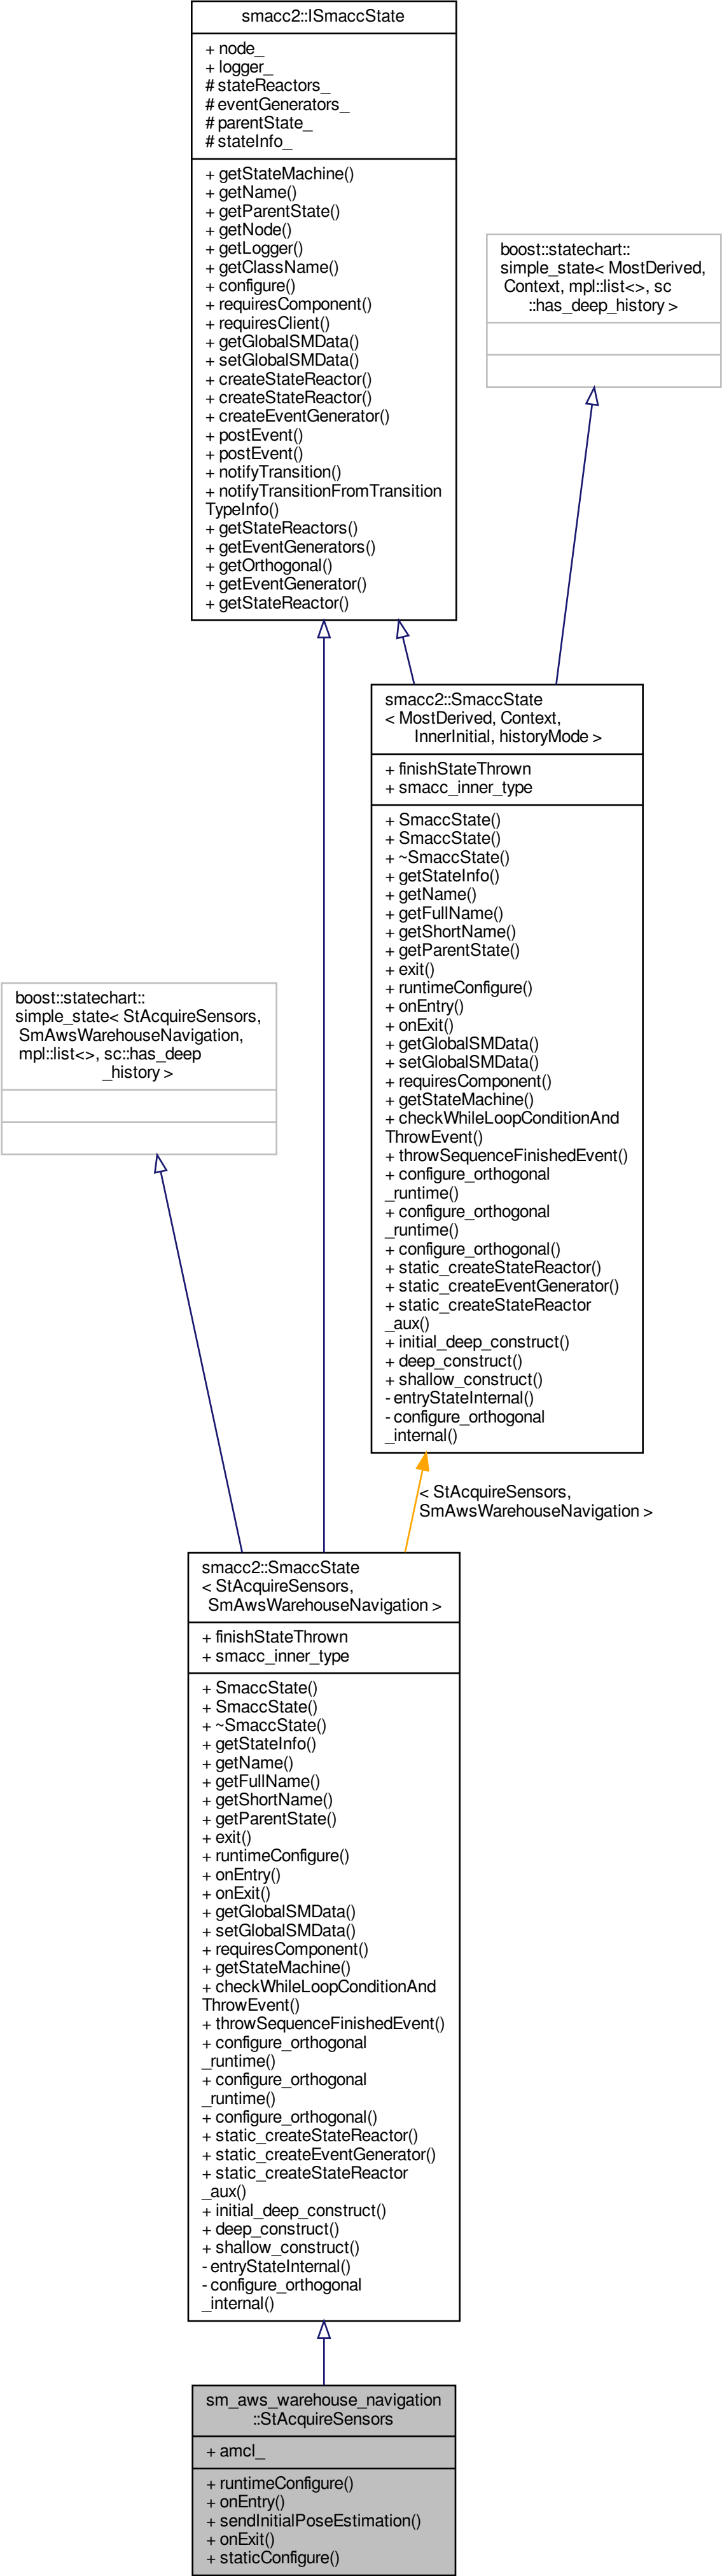 smacc2::ISmaccState
+ node_
+ logger_
# stateReactors_
# eventGenerators_
# parentState_
# stateInfo_
+ getStateMachine()
+ getName()
+ getParentState()
+ getNode()
+ getLogger()
+ getClassName()
+ configure()
+ requiresComponent()
+ requiresClient()
+ getGlobalSMData()
+ setGlobalSMData()
+ createStateReactor()
+ createStateReactor()
+ createEventGenerator()
+ postEvent()
+ postEvent()
+ notifyTransition()
+ notifyTransitionFromTransition
TypeInfo()
+ getStateReactors()
+ getEventGenerators()
+ getOrthogonal()
+ getEventGenerator()
+ getStateReactor()
boost::statechart::
simple_state< MostDerived,
Context, mpl::list<>, sc
::has_deep_history >
smacc2::SmaccState
< MostDerived, Context,
InnerInitial, historyMode >
+ finishStateThrown
+ smacc_inner_type
+ SmaccState()
+ SmaccState()
+ ~SmaccState()
+ getStateInfo()
+ getName()
+ getFullName()
+ getShortName()
+ getParentState()
+ exit()
+ runtimeConfigure()
+ onEntry()
+ onExit()
+ getGlobalSMData()
+ setGlobalSMData()
+ requiresComponent()
+ getStateMachine()
+ checkWhileLoopConditionAnd
ThrowEvent()
+ throwSequenceFinishedEvent()
+ configure_orthogonal
_runtime()
+ configure_orthogonal
_runtime()
+ configure_orthogonal()
+ static_createStateReactor()
+ static_createEventGenerator()
+ static_createStateReactor
_aux()
+ initial_deep_construct()
+ deep_construct()
+ shallow_construct()
- entryStateInternal()
- configure_orthogonal
_internal()
boost::statechart::
simple_state< StAcquireSensors,
SmAwsWarehouseNavigation,
mpl::list<>, sc::has_deep
_history >
< StAcquireSensors,
SmAwsWarehouseNavigation >
smacc2::SmaccState
< StAcquireSensors,
SmAwsWarehouseNavigation >
+ finishStateThrown
+ smacc_inner_type
+ SmaccState()
+ SmaccState()
+ ~SmaccState()
+ getStateInfo()
+ getName()
+ getFullName()
+ getShortName()
+ getParentState()
+ exit()
+ runtimeConfigure()
+ onEntry()
+ onExit()
+ getGlobalSMData()
+ setGlobalSMData()
+ requiresComponent()
+ getStateMachine()
+ checkWhileLoopConditionAnd
ThrowEvent()
+ throwSequenceFinishedEvent()
+ configure_orthogonal
_runtime()
+ configure_orthogonal
_runtime()
+ configure_orthogonal()
+ static_createStateReactor()
+ static_createEventGenerator()
+ static_createStateReactor
_aux()
+ initial_deep_construct()
+ deep_construct()
+ shallow_construct()
- entryStateInternal()
- configure_orthogonal
_internal()
sm_aws_warehouse_navigation
::StAcquireSensors
+ amcl_
+ runtimeConfigure()
+ onEntry()
+ sendInitialPoseEstimation()
+ onExit()
+ staticConfigure()